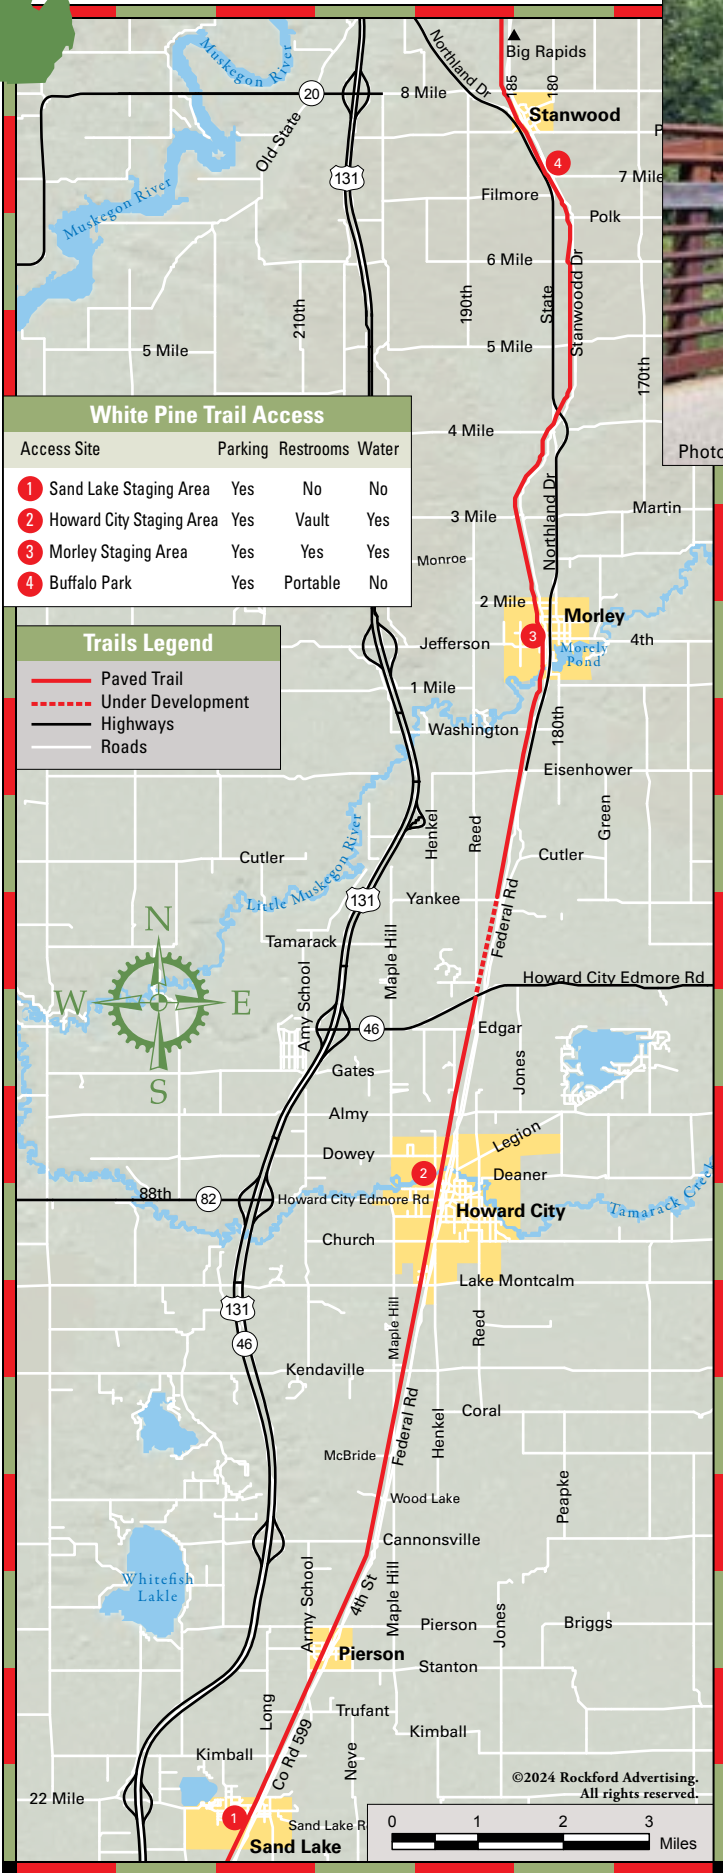 Muskegon River
Northland Dr
Big Rapids
185
180
20
8 Mile
Stanwood
Old State
4
131
7 Mile
Muskegon River
Filmore
Polk
6 Mile
210th
190th
State
Stanwoodd Dr
5 Mile
5 Mile
170th
White Pine Trail Access
Access Site Parking Restrooms Water
1 Sand Lake Staging Area Yes No No
2 Howard City Staging Area Yes Vault Yes
3 Morley Staging Area Yes Yes Yes
4 Buffalo Park Yes Portable No
4 Mile
Photo
Northland Dr
3 Mile
Martin
Monroe
2 Mile
Morley
3
Jefferson
4th
Morely
Pond
Trails Legend
Paved Trail
Under Development
Highways
Roads
1 Mile
Washington
180th
Eisenhower
Henkel
Reed
Green
Cutler
Cutler
Little Muskegon River
131
Yankee
Federal Rd
Tamarack
Maple Hill
Amy School
N
W
E
S
Howard City Edmore Rd
46
Edgar
Jones
Gates
Almy
Legion
Dowey
2
Deaner
88th
82
Howard City Edmore Rd
Howard City
Tamarack Creek
Church
Lake Montcalm
131
46
Maple Hill
Reed
Kendaville
Federal Rd
Henkel
Coral
McBride
Peapke
Wood Lake
Cannonsville
Whitefish
Lakle
Army School
4th St
Maple Hill
Jones
Pierson
Briggs
Pierson
Stanton
Long
Trufant
Kimball
Kimball
Co Rd 599
Neve
22 Mile
©2024 Rockford Advertising.
All rights reserved.
1
Sand Lake R
Sand Lake
0 1 2 3
Miles